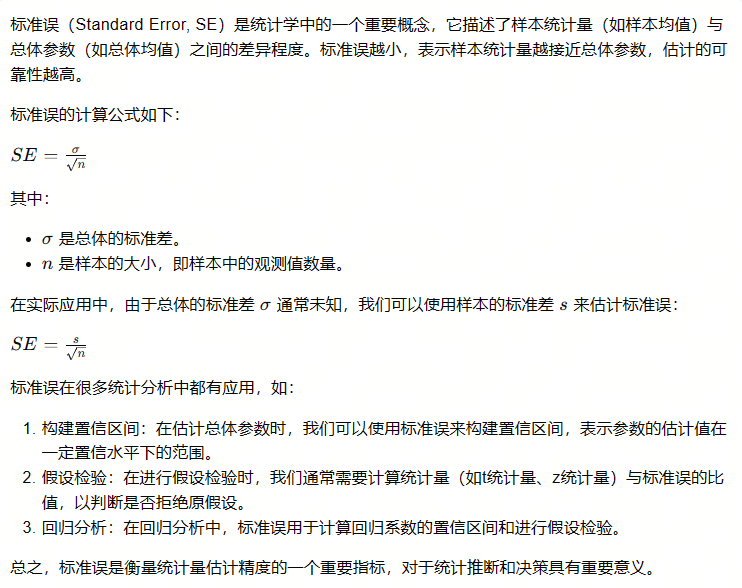 标准误（Standard Error, SE）是统计学中的一个重要概念，它描述了样本统计量（如样本均值）与
总体参数（如总体均值）之间的差异程度。标准误越小，表示样本统计量越接近总体参数，估计的可
靠性越高。
标准误的计算公式如下：
SE = σ/√n
其中：
• σ 是总体的标准差。
• n 是样本的大小，即样本中的观测值数量。
在实际应用中，由于总体的标准差 σ 通常未知，我们可以使用样本的标准差 s 来估计标准误：
SE = s/√n
标准误在很多统计分析中都有应用，如：
1. 构建置信区间：在估计总体参数时，我们可以使用标准误来构建置信区间，表示参数的估计值在
一定置信水平下的范围。
2. 假设检验：在进行假设检验时，我们通常需要计算统计量（如t统计量、z统计量）与标准误的比
值，以判断是否拒绝原假设。
3. 回归分析：在回归分析中，标准误用于计算回归系数的置信区间和进行假设检验。
总之，标准误是衡量统计量估计精度的一个重要指标，对于统计推断和决策具有重要意义。